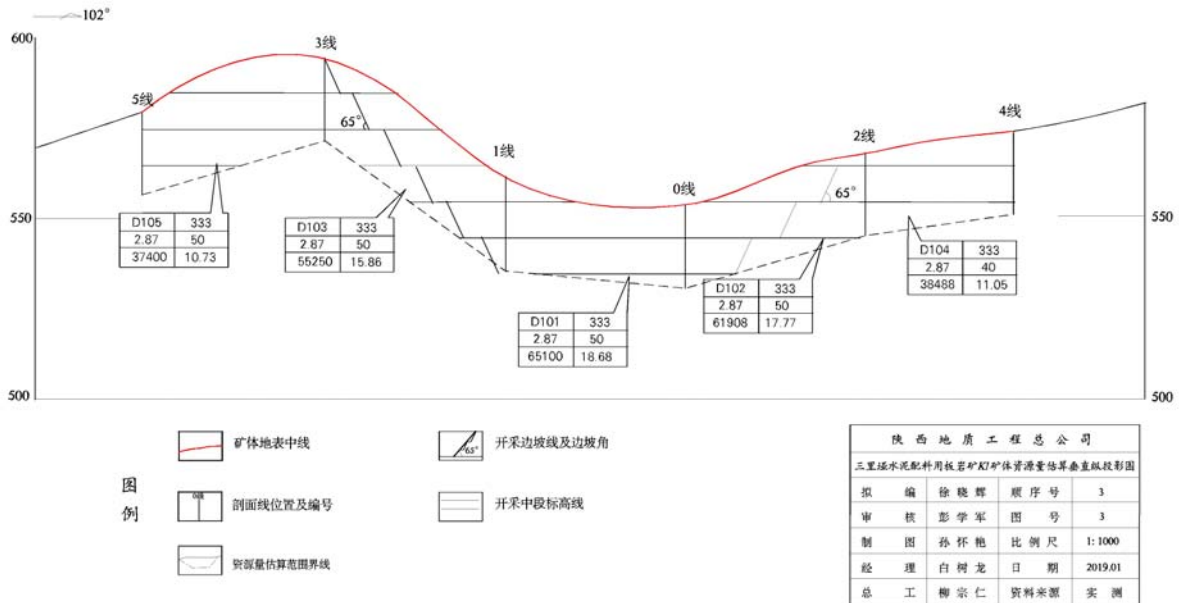 102°
600
3线
5线
65°
4线
1线
2线
0线
65°
550
550
D105 333
2.87 50
37400 10.73
D103 333
2.87 50
55250 15.86
D104 333
2.87 40
38488 11.05
D102 333
2.87 50
61908 17.77
D101 333
2.87 50
65100 18.68
500
500
图例
矿体地表中线
65°
开采边坡线及边坡角
0线
剖面线位置及编号
开采中段标高线
资源量估算范围界线
陕西地质工程总公司
三里垭水泥配料用板岩矿K1矿体资源量估算垂直纵投影图
拟编 徐晓辉 顺序号 3
审核 彭学军 图号 3
制图 孙怀艳 比例尺 1:1000
经理 白树龙 日期 2019.01
总工 柳宗仁 资料来源 实测